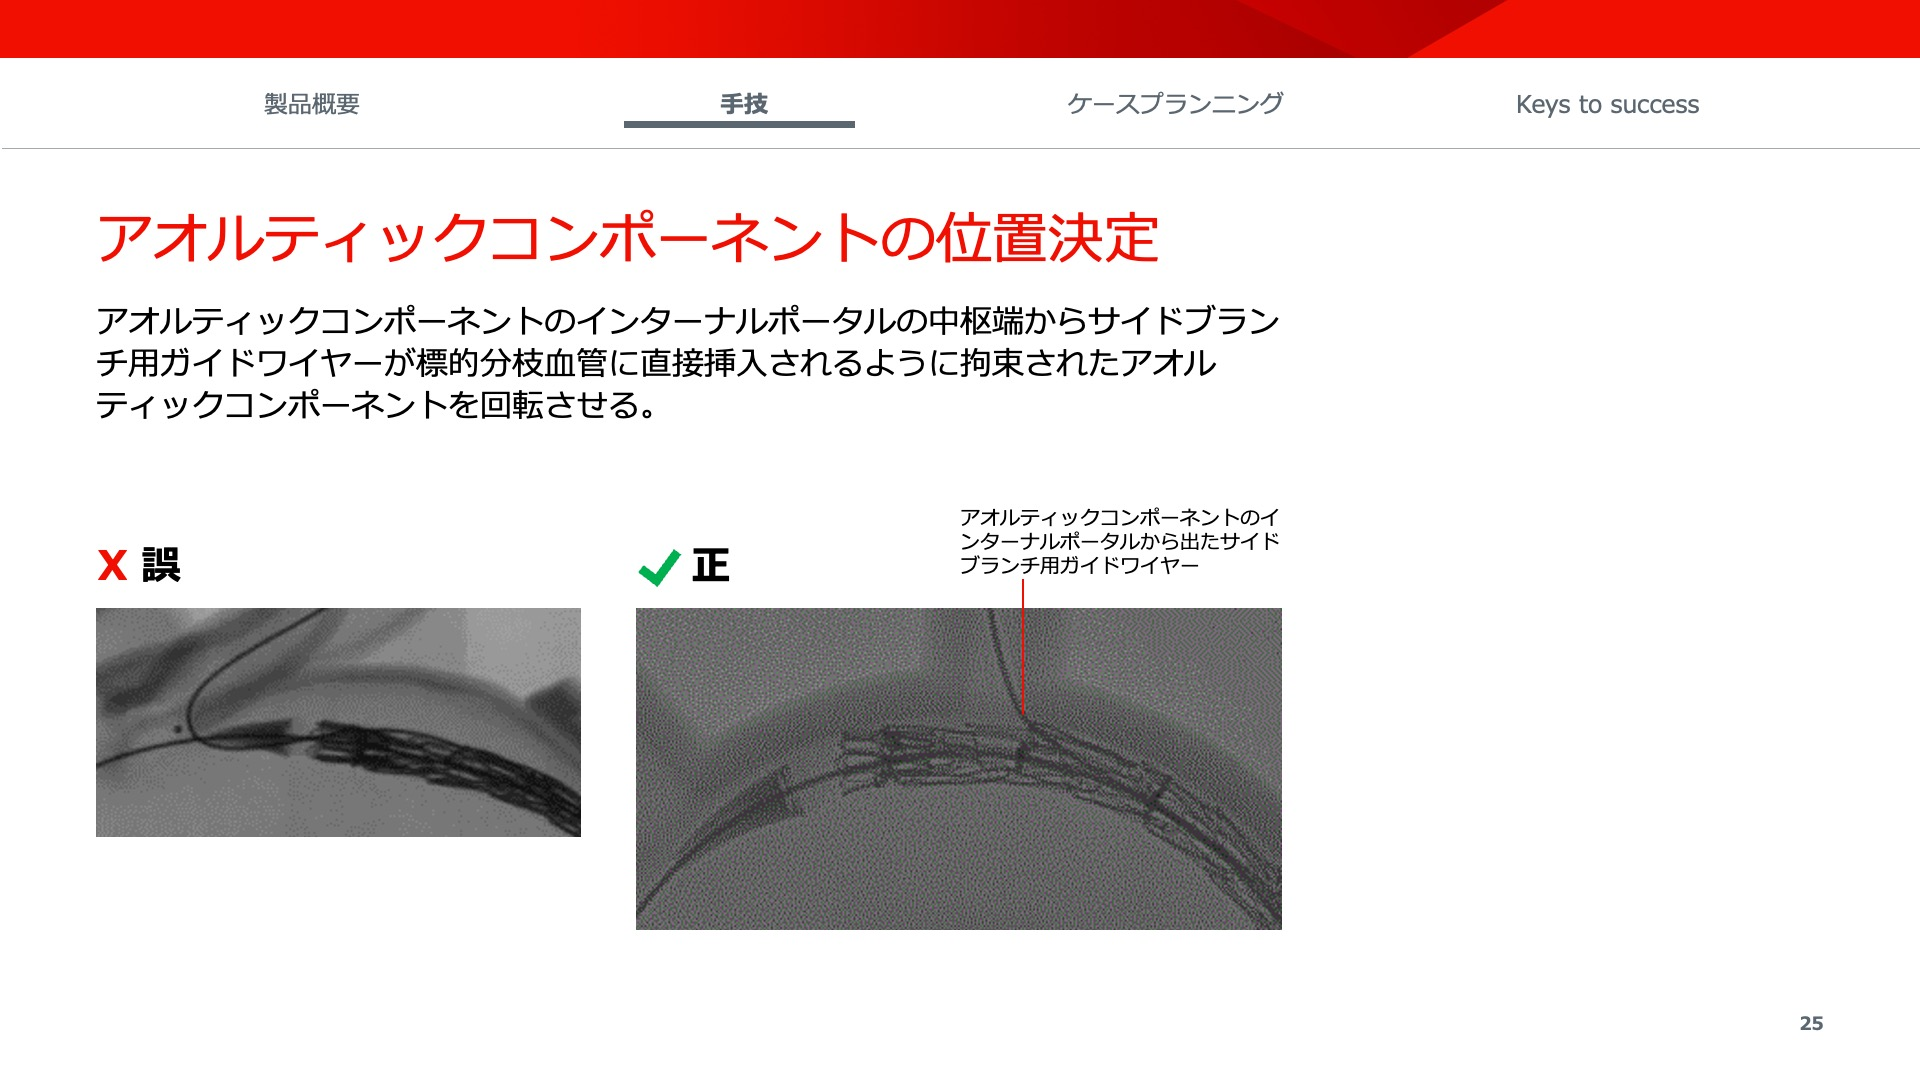 製品概要
手技
ケースプランニング
Keys to success
アオルティックコンポーネントの位置決定
アオルティックコンポーネントのインターナルポータルの中枢端からサイドブラン
チ用ガイドワイヤーが標的分枝血管に直接挿入されるように拘束されたアオル
ティックコンポーネントを回転させる。
X 誤
正
アオルティックコンポーネントのイ
ンターナルポータルから出たサイド
ブランチ用ガイドワイヤー
25